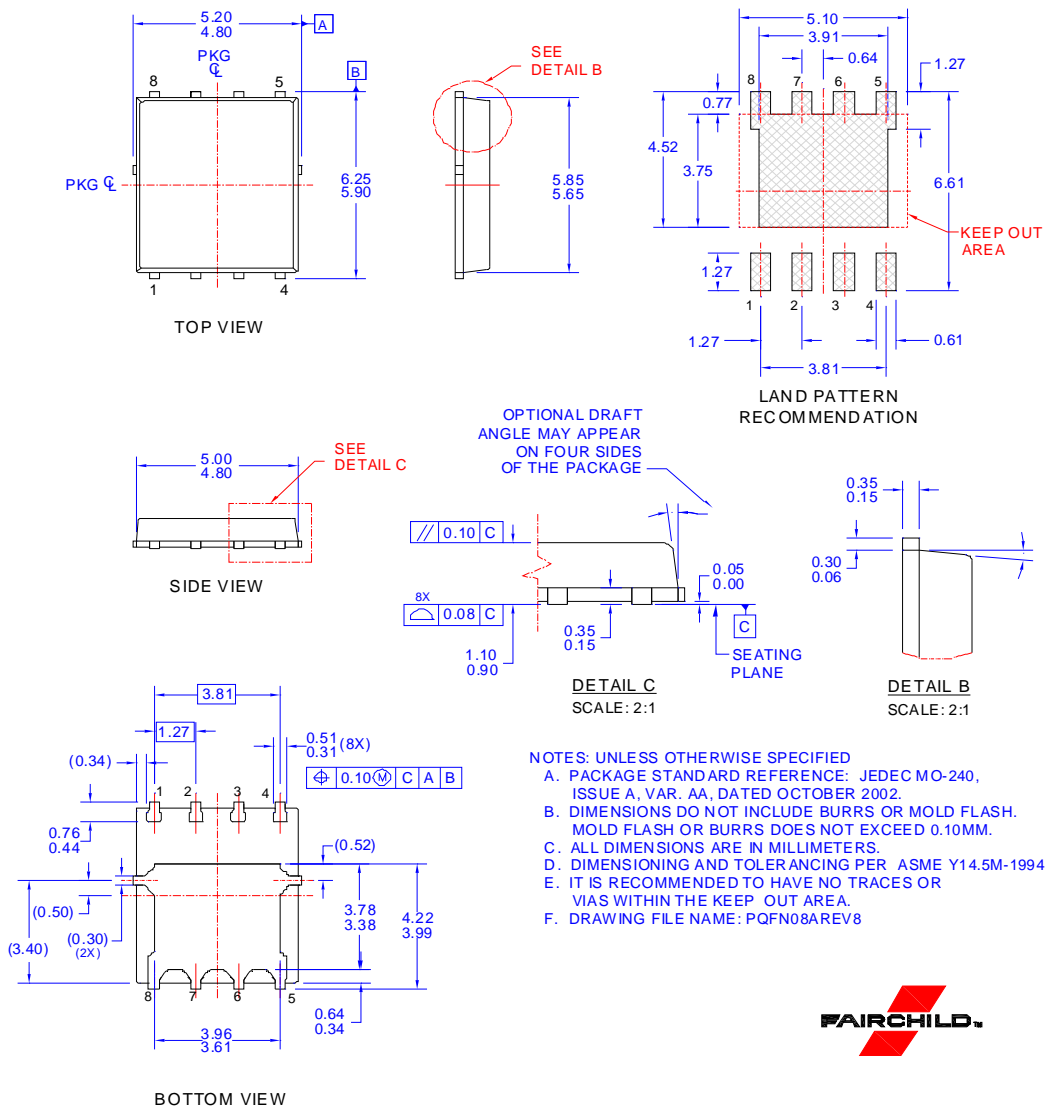 5.20
4.80
A
PKG
CL
B
8
5
PKG CL
6.25
5.90
1
4
TOP VIEW
SEE
DETAIL B
5.85
5.65
5.10
3.91
0.64
1.27
8
7
6
5
0.77
4.52
3.75
6.61
KEEP OUT
AREA
1.27
1
2
3
4
1.27
0.61
3.81
LAND PATTERN
RECOMMENDATION
5.00
4.80
SEE
DETAIL C
SIDE VIEW
OPTIONAL DRAFT
ANGLE MAY APPEAR
ON FOUR SIDES
OF THE PACKAGE
// 0.10 C
8X
⌓ 0.08 C
1.10
0.90
0.35
0.15
0.05
0.00
C
SEATING
PLANE
DETAIL C
SCALE: 2:1
0.35
0.15
0.30
0.06
DETAIL B
SCALE: 2:1
3.81
1.27
0.51
0.31 (8X)
(0.34)
⌖ 0.10 Ⓜ C A B
1
2
3
4
0.76
0.44
(0.52)
(0.50)
(0.30)
(2X)
(3.40)
3.78
3.38
4.22
3.99
8
7
6
5
0.64
0.34
3.96
3.61
BOTTOM VIEW
NOTES: UNLESS OTHERWISE SPECIFIED
A. PACKAGE STANDARD REFERENCE: JEDEC MO-240,
ISSUE A, VAR. AA, DATED OCTOBER 2002.
B. DIMENSIONS DO NOT INCLUDE BURRS OR MOLD FLASH.
MOLD FLASH OR BURRS DOES NOT EXCEED 0.10MM.
C. ALL DIMENSIONS ARE IN MILLIMETERS.
D. DIMENSIONING AND TOLERANCING PER ASME Y14.5M-1994
E. IT IS RECOMMENDED TO HAVE NO TRACES OR
VIAS WITHIN THE KEEP OUT AREA.
F. DRAWING FILE NAME: PQFN08AREV8
FAIRCHILD™